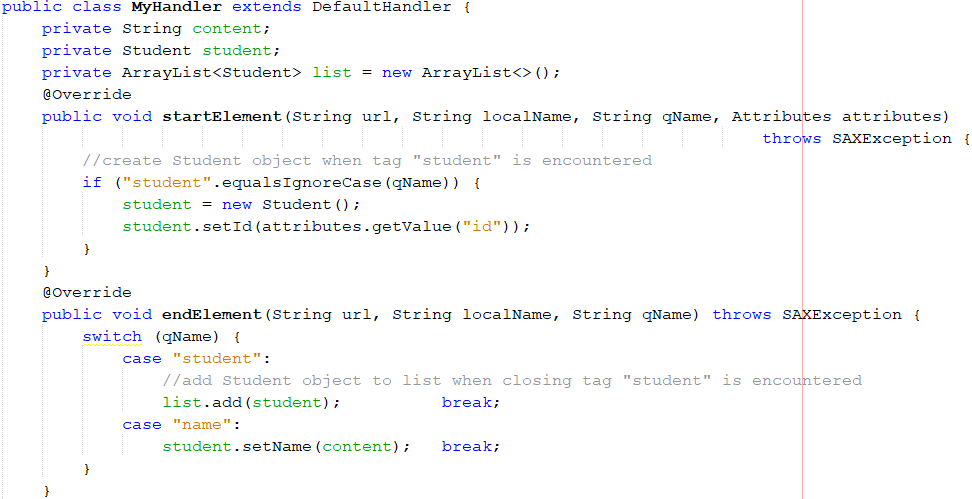 public class MyHandler extends DefaultHandler {
    private String content;
    private Student student;
    private ArrayList<Student> list = new ArrayList<>();
    @Override
    public void startElement(String url, String localName, String qName, Attributes attributes)
                                                                            throws SAXException {
        //create Student object when tag "student" is encountered
        if ("student".equalsIgnoreCase(qName)) {
            student = new Student();
            student.setId(attributes.getValue("id"));
        }
    }
    @Override
    public void endElement(String url, String localName, String qName) throws SAXException {
        switch (qName) {
            case "student":
                //add Student object to list when closing tag "student" is encountered
                list.add(student);          break;
            case "name":
                student.setName(content);   break;
        }
    }